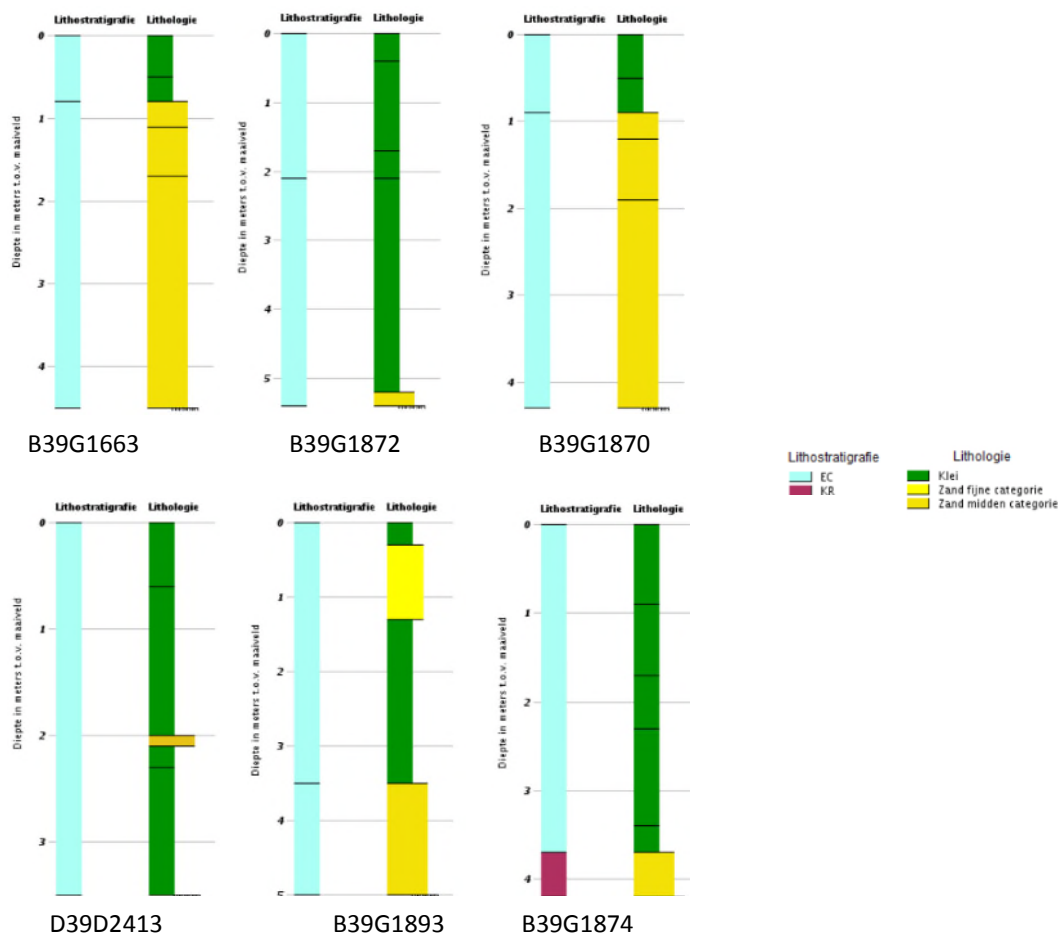 Lithostratigrafie Lithologie
Diepte in meters t.o.v. maaiveld
0
1
2
3
4
B39G1663
Lithostratigrafie Lithologie
Diepte in meters t.o.v. maaiveld
0
1
2
3
4
5
B39G1872
Lithostratigrafie Lithologie
Diepte in meters t.o.v. maaiveld
0
1
2
3
4
B39G1870
Lithostratigrafie
EC
KR
Lithologie
Klei
Zand fijne categorie
Zand midden categorie
Lithostratigrafie Lithologie
Diepte in meters t.o.v. maaiveld
0
1
2
3
D39D2413
Lithostratigrafie Lithologie
Diepte in meters t.o.v. maaiveld
0
1
2
3
4
5
B39G1893
Lithostratigrafie Lithologie
Diepte in meters t.o.v. maaiveld
0
1
2
3
4
B39G1874